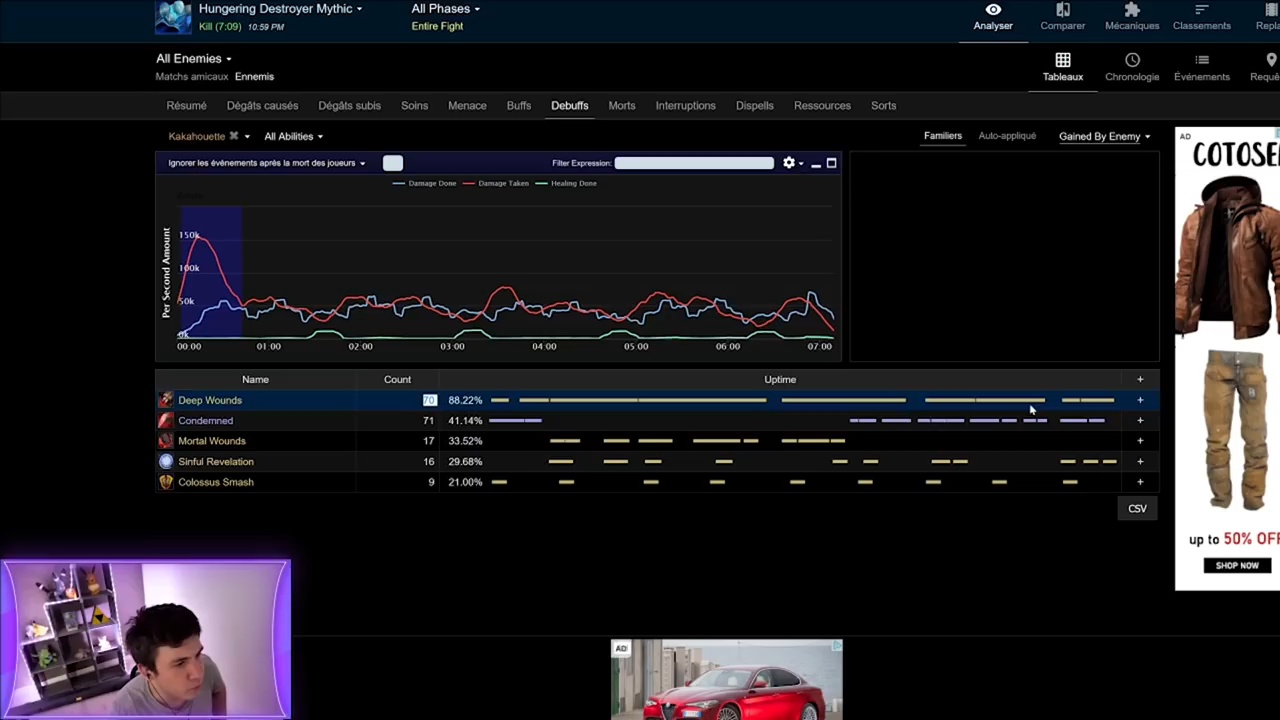 Hungering Destroyer Mythic
All Phases
Kill (7:09) 10:59 PM
Entire Fight
Analyser
Comparer
Mécaniques
Classements
Repla
All Enemies
Matchs amicaux Ennemis
Tableaux
Chronologie
Événements
Requê
Résumé
Dégâts causés
Dégâts subis
Soins
Menace
Buffs
Debuffs
Morts
Interruptions
Dispells
Ressources
Sorts
Kakahouette
All Abilities
Familiers
Auto-appliqué
Gained By Enemy
Ignorer les événements après la mort des joueurs
Filter Expression:
Damage Done
Damage Taken
Healing Done
Per Second Amount
150k
100k
50k
0k
00:00
01:00
02:00
03:00
04:00
05:00
06:00
07:00
Name Count Uptime +
Deep Wounds 70 88.22% +
Condemned 71 41.14% +
Mortal Wounds 17 33.52% +
Sinful Revelation 16 29.68% +
Colossus Smash 9 21.00% +
CSV
AD
COTOSE
up to 50% OFF
SHOP NOW
AD